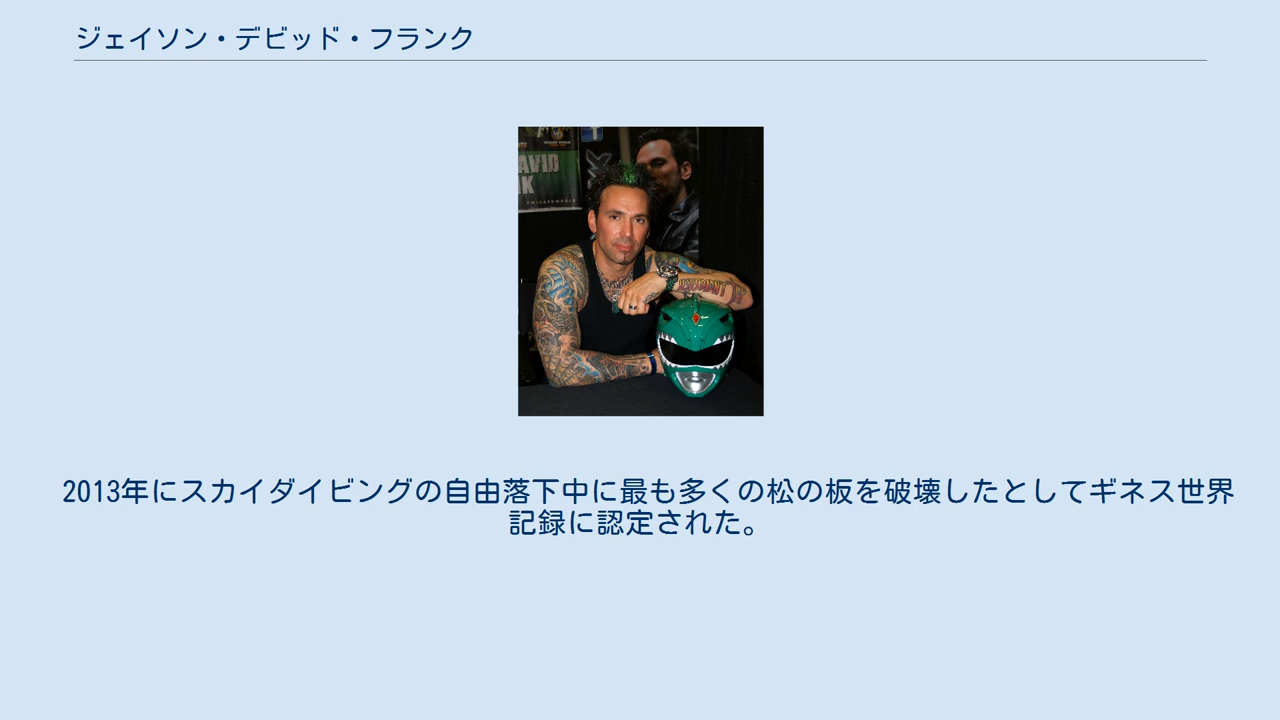 ジェイソン・デビッド・フランク
AVID
NK
2013年にスカイダイビングの自由落下中に最も多くの松の板を破壊したとしてギネス世界
記録に認定された。